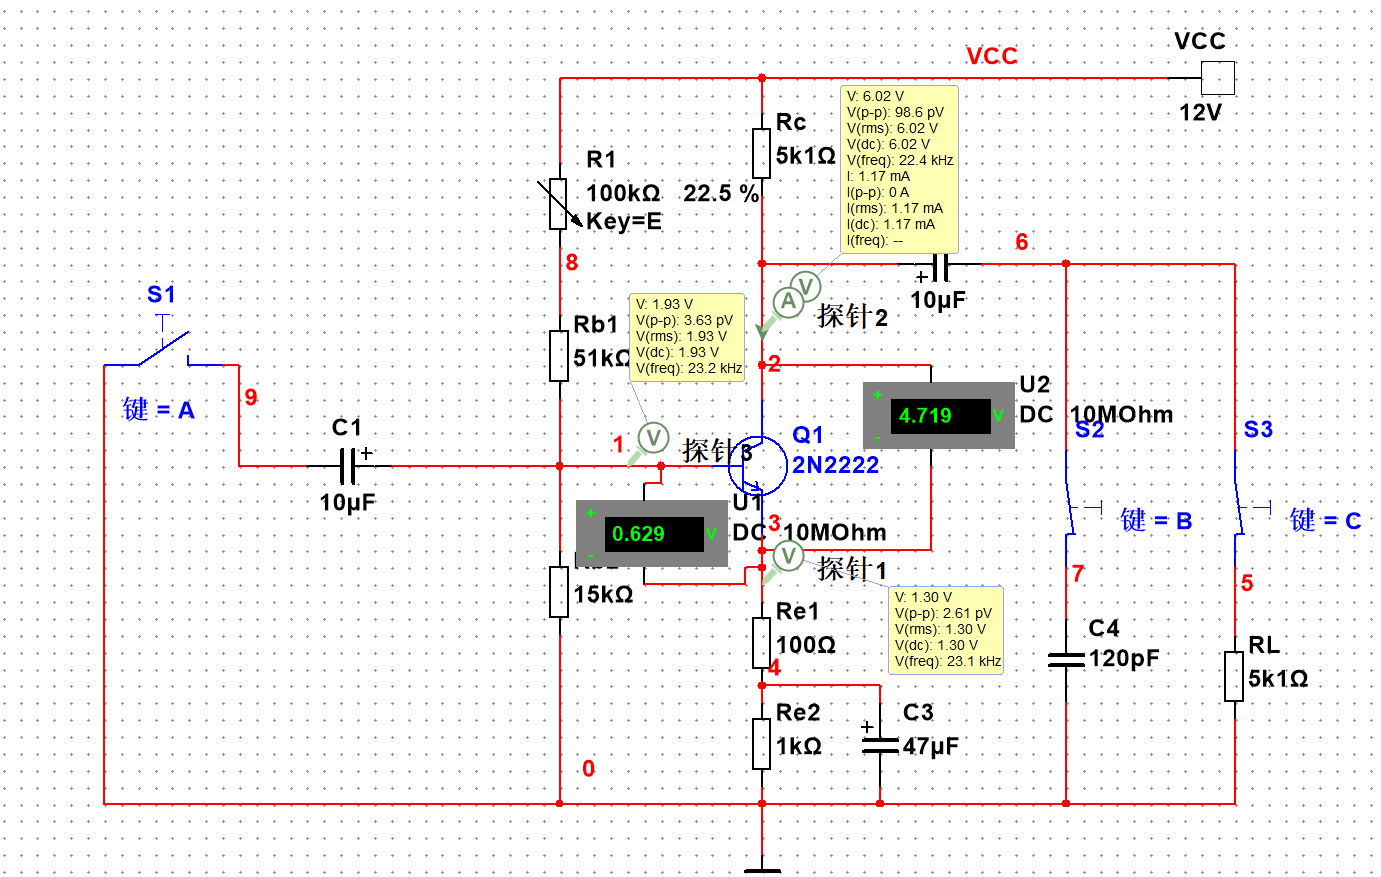 VCC
VCC
12V
Rc
5k1Ω
V: 6.02 V
V(p-p): 98.6 pV
V(rms): 6.02 V
V(dc): 6.02 V
V(freq): 22.4 kHz
I: 1.17 mA
I(p-p): 0 A
I(rms): 1.17 mA
I(dc): 1.17 mA
I(freq): --
R1
100kΩ 22.5 %
Key=E
8
6
10µF
A
V
探针2
S1
键 = A
9
V: 1.93 V
V(p-p): 3.63 pV
V(rms): 1.93 V
V(dc): 1.93 V
V(freq): 23.2 kHz
Rb1
51kΩ
2
U2
+
4.719
V
-
DC 10MOhm
C1
+
10µF
1
V
探针3
Q1
2N2222
S2
键 = B
S3
键 = C
U1
+
0.629
V
-
DC 10MOhm
3
V
探针1
15kΩ
V: 1.30 V
V(p-p): 2.61 pV
V(rms): 1.30 V
V(dc): 1.30 V
V(freq): 23.1 kHz
7
5
Re1
100Ω
4
C4
120pF
RL
5k1Ω
Re2
1kΩ
C3
+
47µF
0